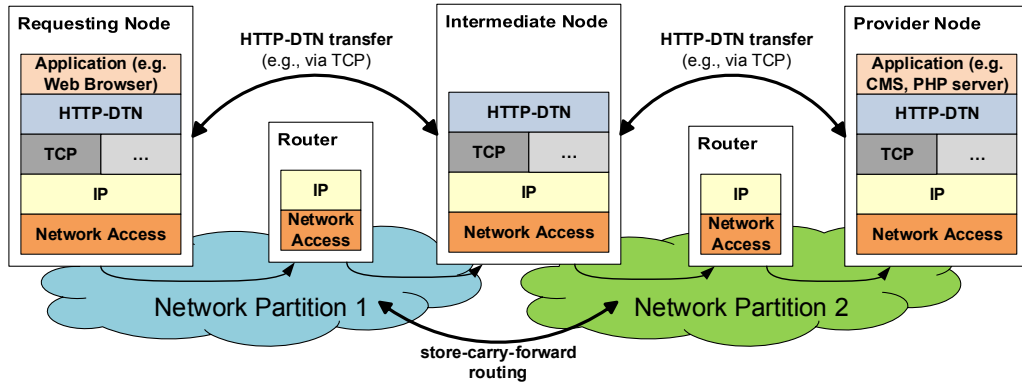 Requesting Node
Application (e.g.
Web Browser)
HTTP-DTN
TCP
...
IP
Network Access
HTTP-DTN transfer
(e.g., via TCP)
Router
IP
Network
Access
Intermediate Node
HTTP-DTN
TCP
...
IP
Network Access
HTTP-DTN transfer
(e.g., via TCP)
Router
IP
Network
Access
Provider Node
Application (e.g.
CMS, PHP server)
HTTP-DTN
TCP
...
IP
Network Access
Network Partition 1
Network Partition 2
store-carry-forward
routing